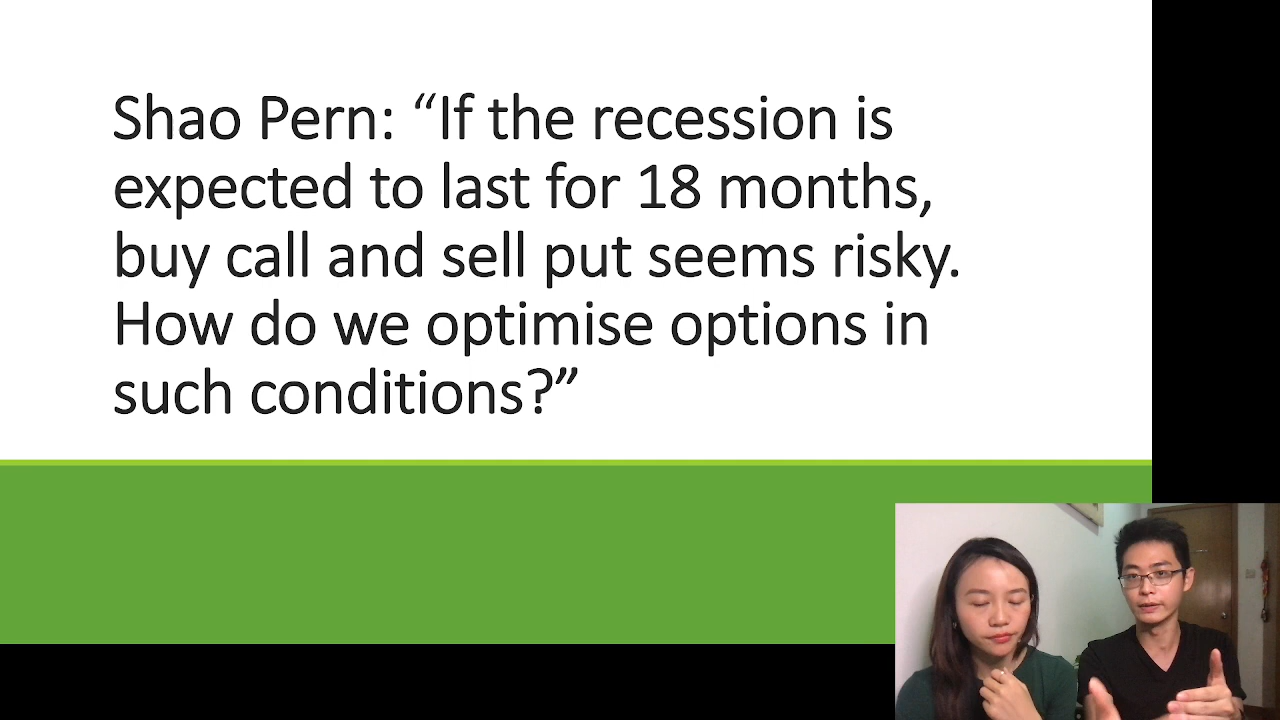 Shao Pern: “If the recession is
expected to last for 18 months,
buy call and sell put seems risky.
How do we optimise options in
such conditions?”